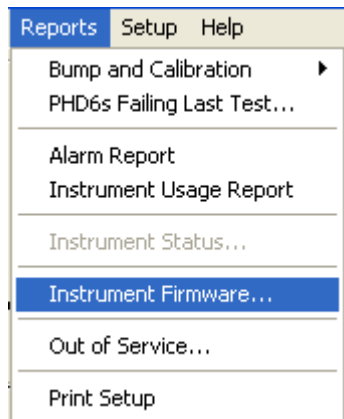 Reports Setup Help
Bump and Calibration
PHD6s Failing Last Test...
Alarm Report
Instrument Usage Report
Instrument Status...
Instrument Firmware...
Out of Service...
Print Setup